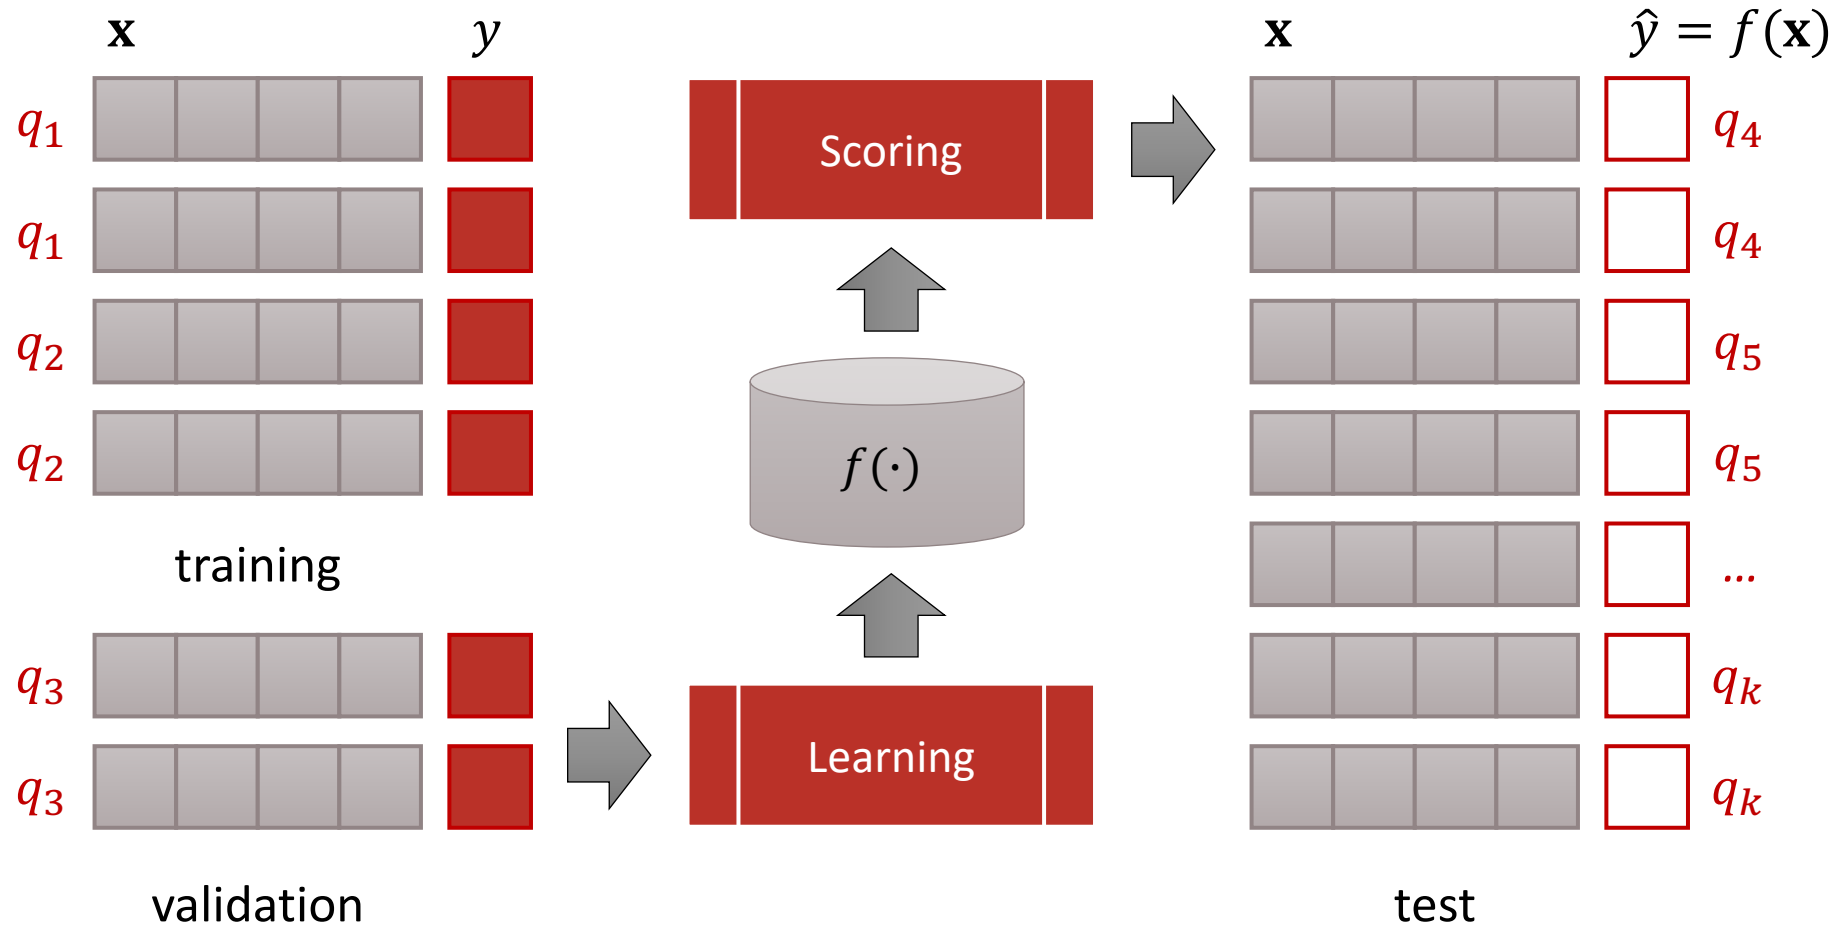 x y
q₁
q₁
q₂
q₂
training
q₃
q₃
validation
Scoring
f(·)
Learning
x ŷ = f(x)
q₄
q₄
q₅
q₅
...
qₖ
qₖ
test